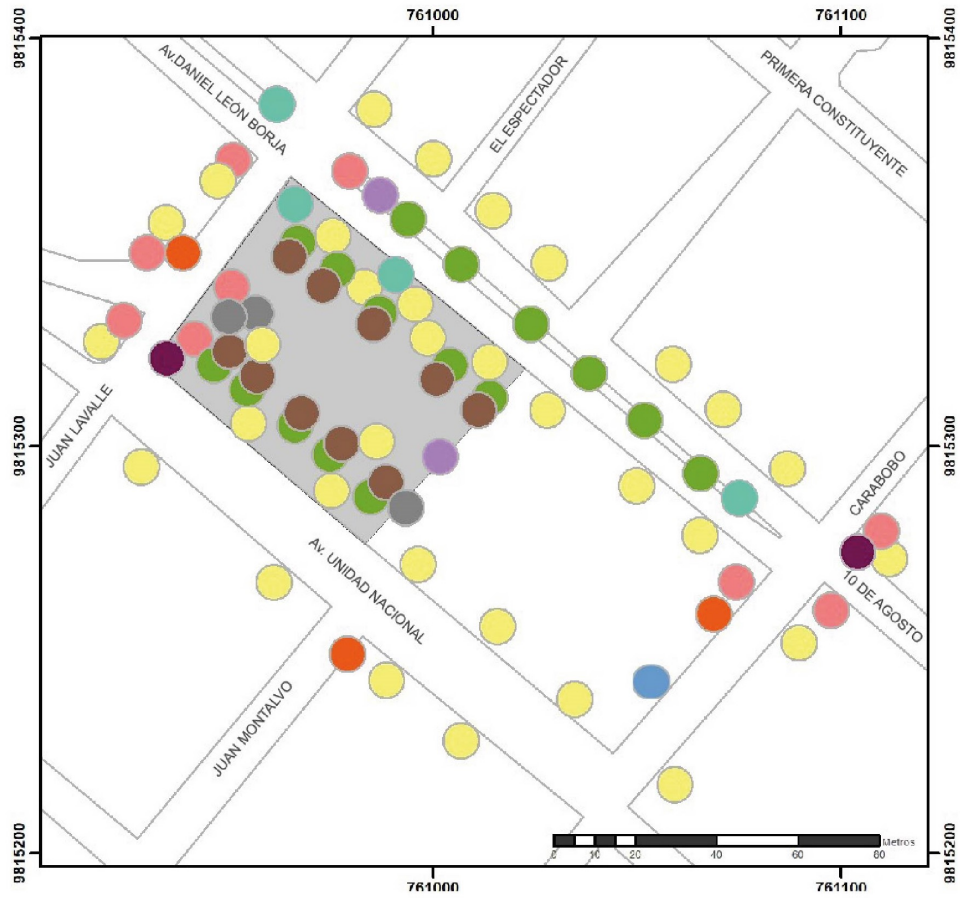 761000
761100
9815400
9815400
Av.DANIEL LEÓN BORJA
EL ESPECTADOR
PRIMERA CONSTITUYENTE
9815300
9815300
JUAN LAVALLE
CARABOBO
10 DE AGOSTO
Av. UNIDAD NACIONAL
JUAN MONTALVO
Metros
0 10 20 40 60 80
9815200
9815200
761000
761100